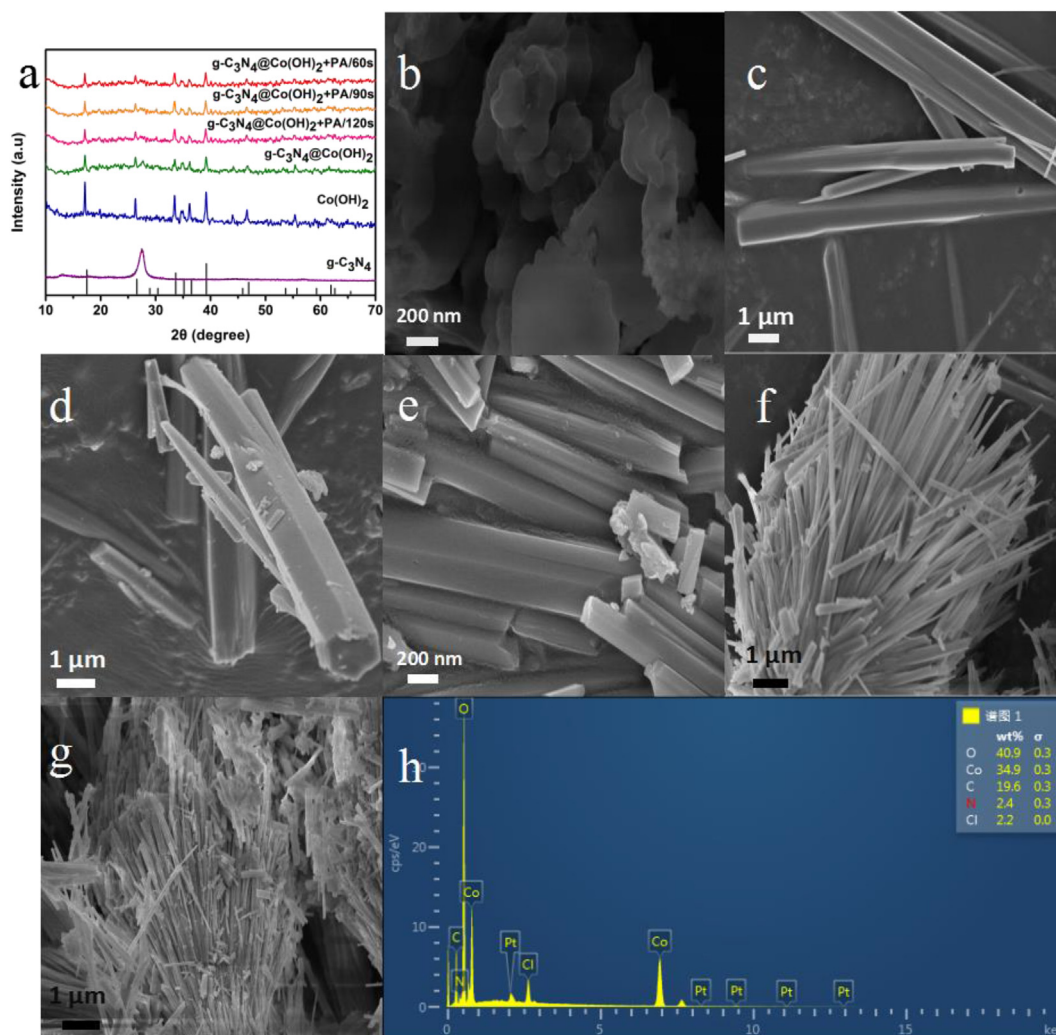 a
g-C3N4@Co(OH)2+PA/60s
g-C3N4@Co(OH)2+PA/90s
g-C3N4@Co(OH)2+PA/120s
g-C3N4@Co(OH)2
Co(OH)2
g-C3N4
Intensity (a.u)
10 20 30 40 50 60 70
2θ (degree)
b
200 nm
c
1 μm
d
1 μm
e
200 nm
f
1 μm
g
1 μm
h
谱图 1
wt% σ
O 40.9 0.3
Co 34.9 0.3
C 19.6 0.3
N 2.4 0.3
Cl 2.2 0.0
cps/eV
20
10
0
O
Co
C
N
Pt
Cl
Co
Pt
Pt
Pt
Pt
0 5 10 15